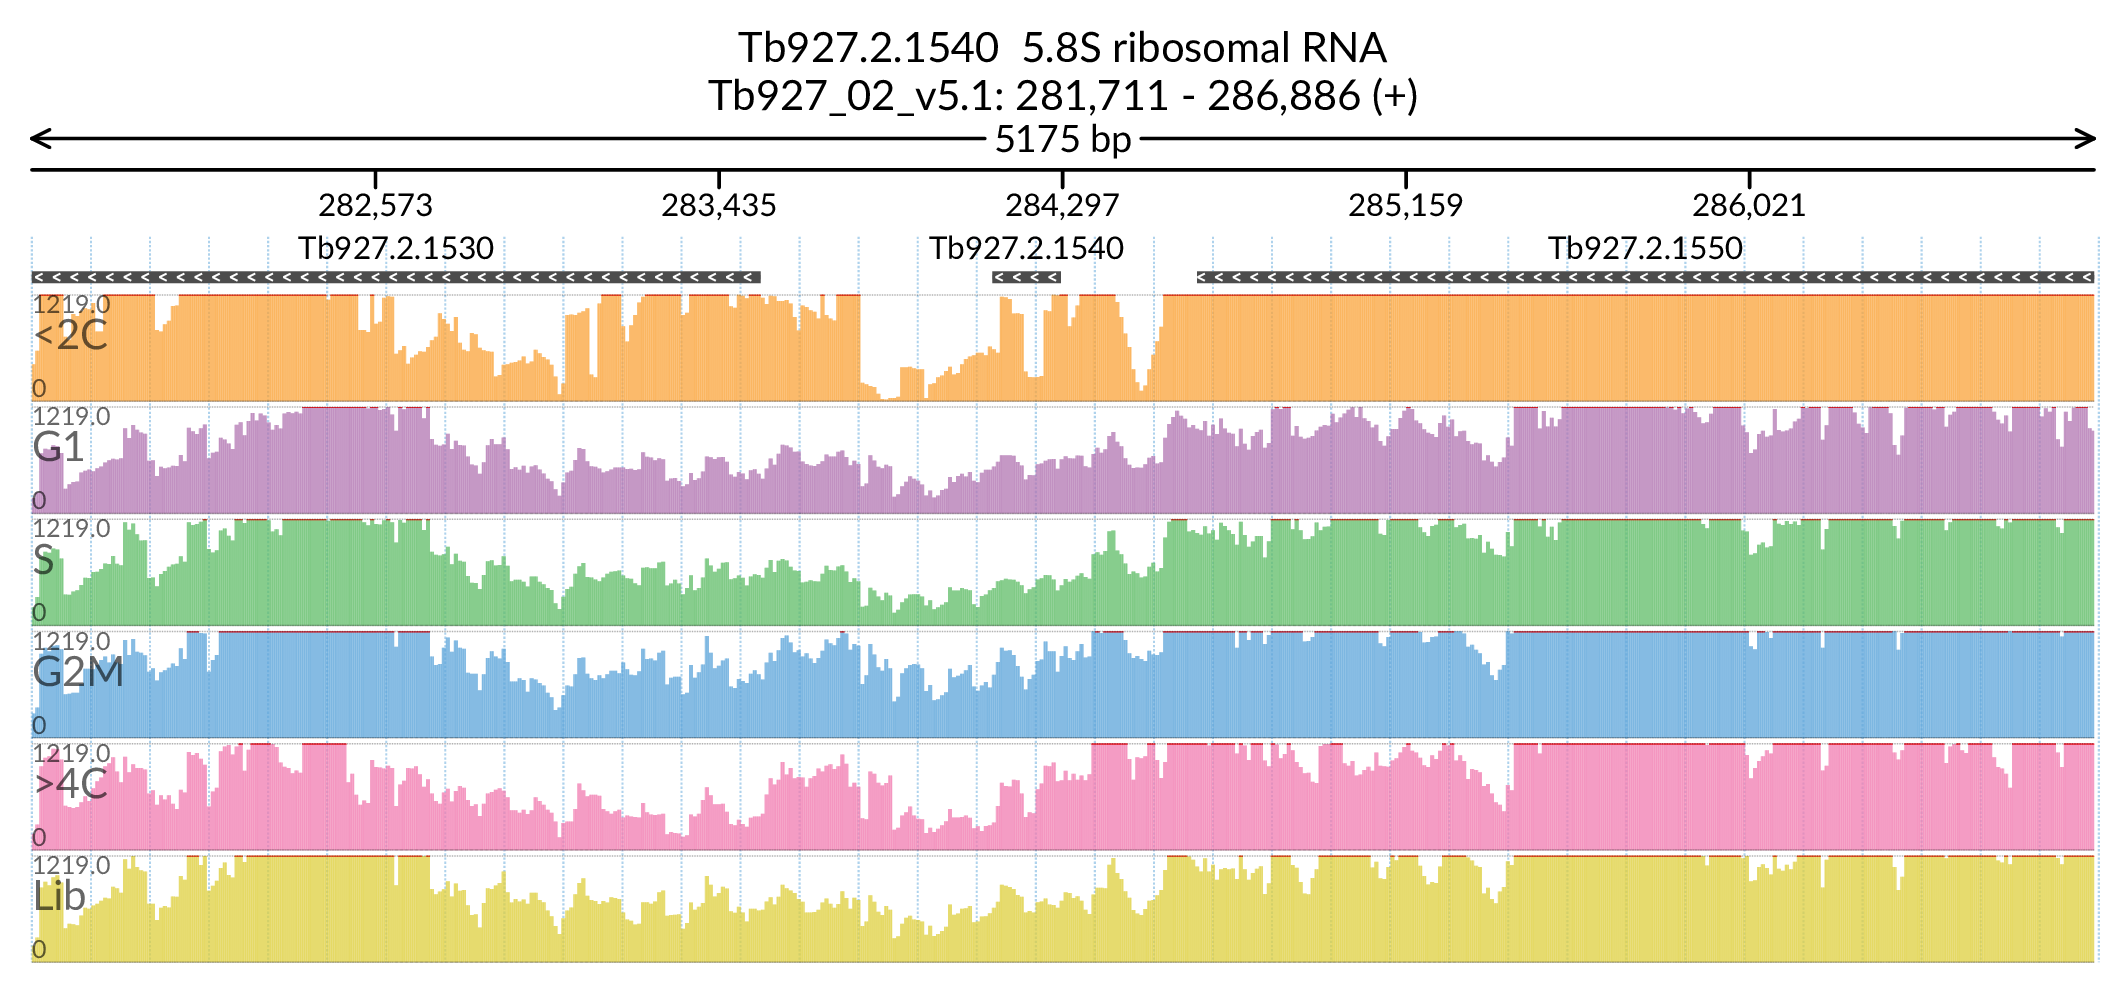 Tb927.2.1540  5.8S ribosomal RNA
Tb927_02_v5.1: 281,711 - 286,886 (+)
5175 bp
282,573 283,435 284,297 285,159 286,021
Tb927.2.1530 Tb927.2.1540 Tb927.2.1550
1219.0
<2C
0
1219.0
G1
0
1219.0
S
0
1219.0
G2M
0
1219.0
>4C
0
1219.0
Lib
0